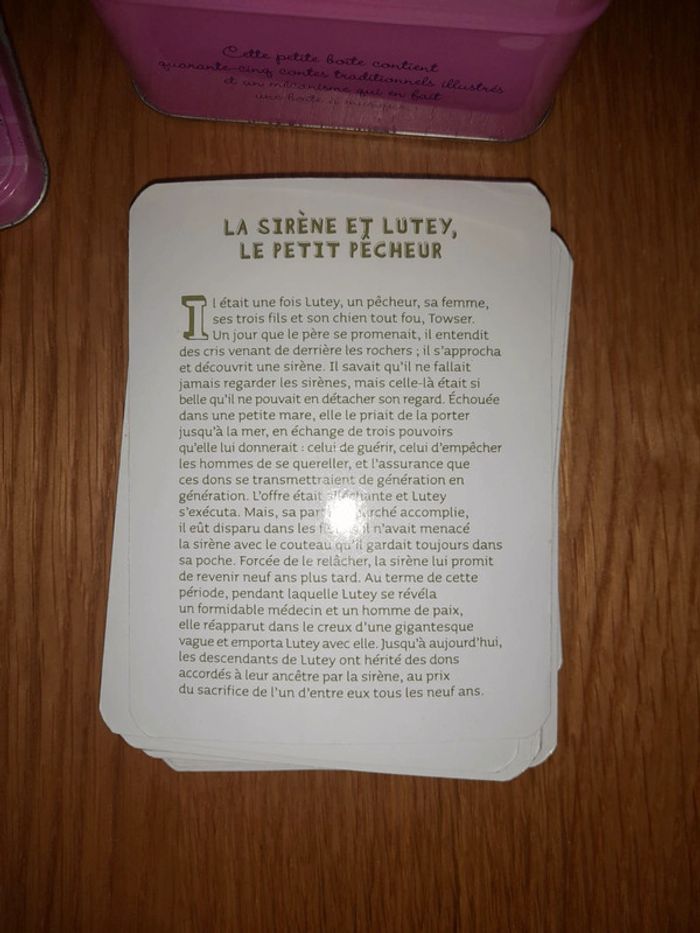 Cette petite boîte contient
quarante-cinq contes traditionnels illustrés
et un mécanisme qui en fait
une boîte à musique
LA SIRÈNE ET LUTEY,
LE PETIT PÊCHEUR
Il était une fois Lutey, un pêcheur, sa femme,
ses trois fils et son chien tout fou, Towser.
Un jour que le père se promenait, il entendit
des cris venant de derrière les rochers ; il s'approcha
et découvrit une sirène. Il savait qu'il ne fallait
jamais regarder les sirènes, mais celle-là était si
belle qu'il ne pouvait en détacher son regard. Échouée
dans une petite mare, elle le priait de la porter
jusqu'à la mer, en échange de trois pouvoirs
qu'elle lui donnerait : celui de guérir, celui d'empêcher
les hommes de se quereller, et l'assurance que
ces dons se transmettraient de génération en
génération. L'offre était alléchante et Lutey
s'exécuta. Mais, sa part marché accomplie,
il eût disparu dans les il n'avait menacé
la sirène avec le couteau qu'il gardait toujours dans
sa poche. Forcée de le relâcher, la sirène lui promit
de revenir neuf ans plus tard. Au terme de cette
période, pendant laquelle Lutey se révéla
un formidable médecin et un homme de paix,
elle réapparut dans le creux d'une gigantesque
vague et emporta Lutey avec elle. Jusqu'à aujourd'hui,
les descendants de Lutey ont hérité des dons
accordés à leur ancêtre par la sirène, au prix
du sacrifice de l'un d'entre eux tous les neuf ans.